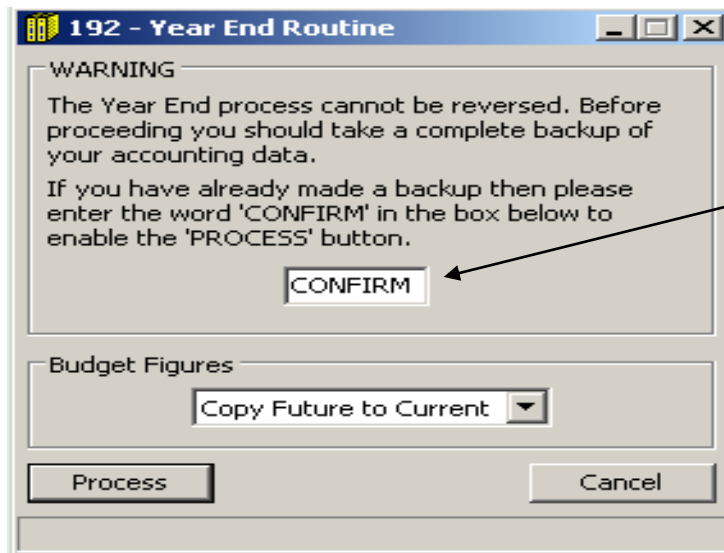 192 - Year End Routine
WARNING
The Year End process cannot be reversed. Before
proceeding you should take a complete backup of
your accounting data.
If you have already made a backup then please
enter the word 'CONFIRM' in the box below to
enable the 'PROCESS' button.
CONFIRM
Budget Figures
Copy Future to Current
Process Cancel